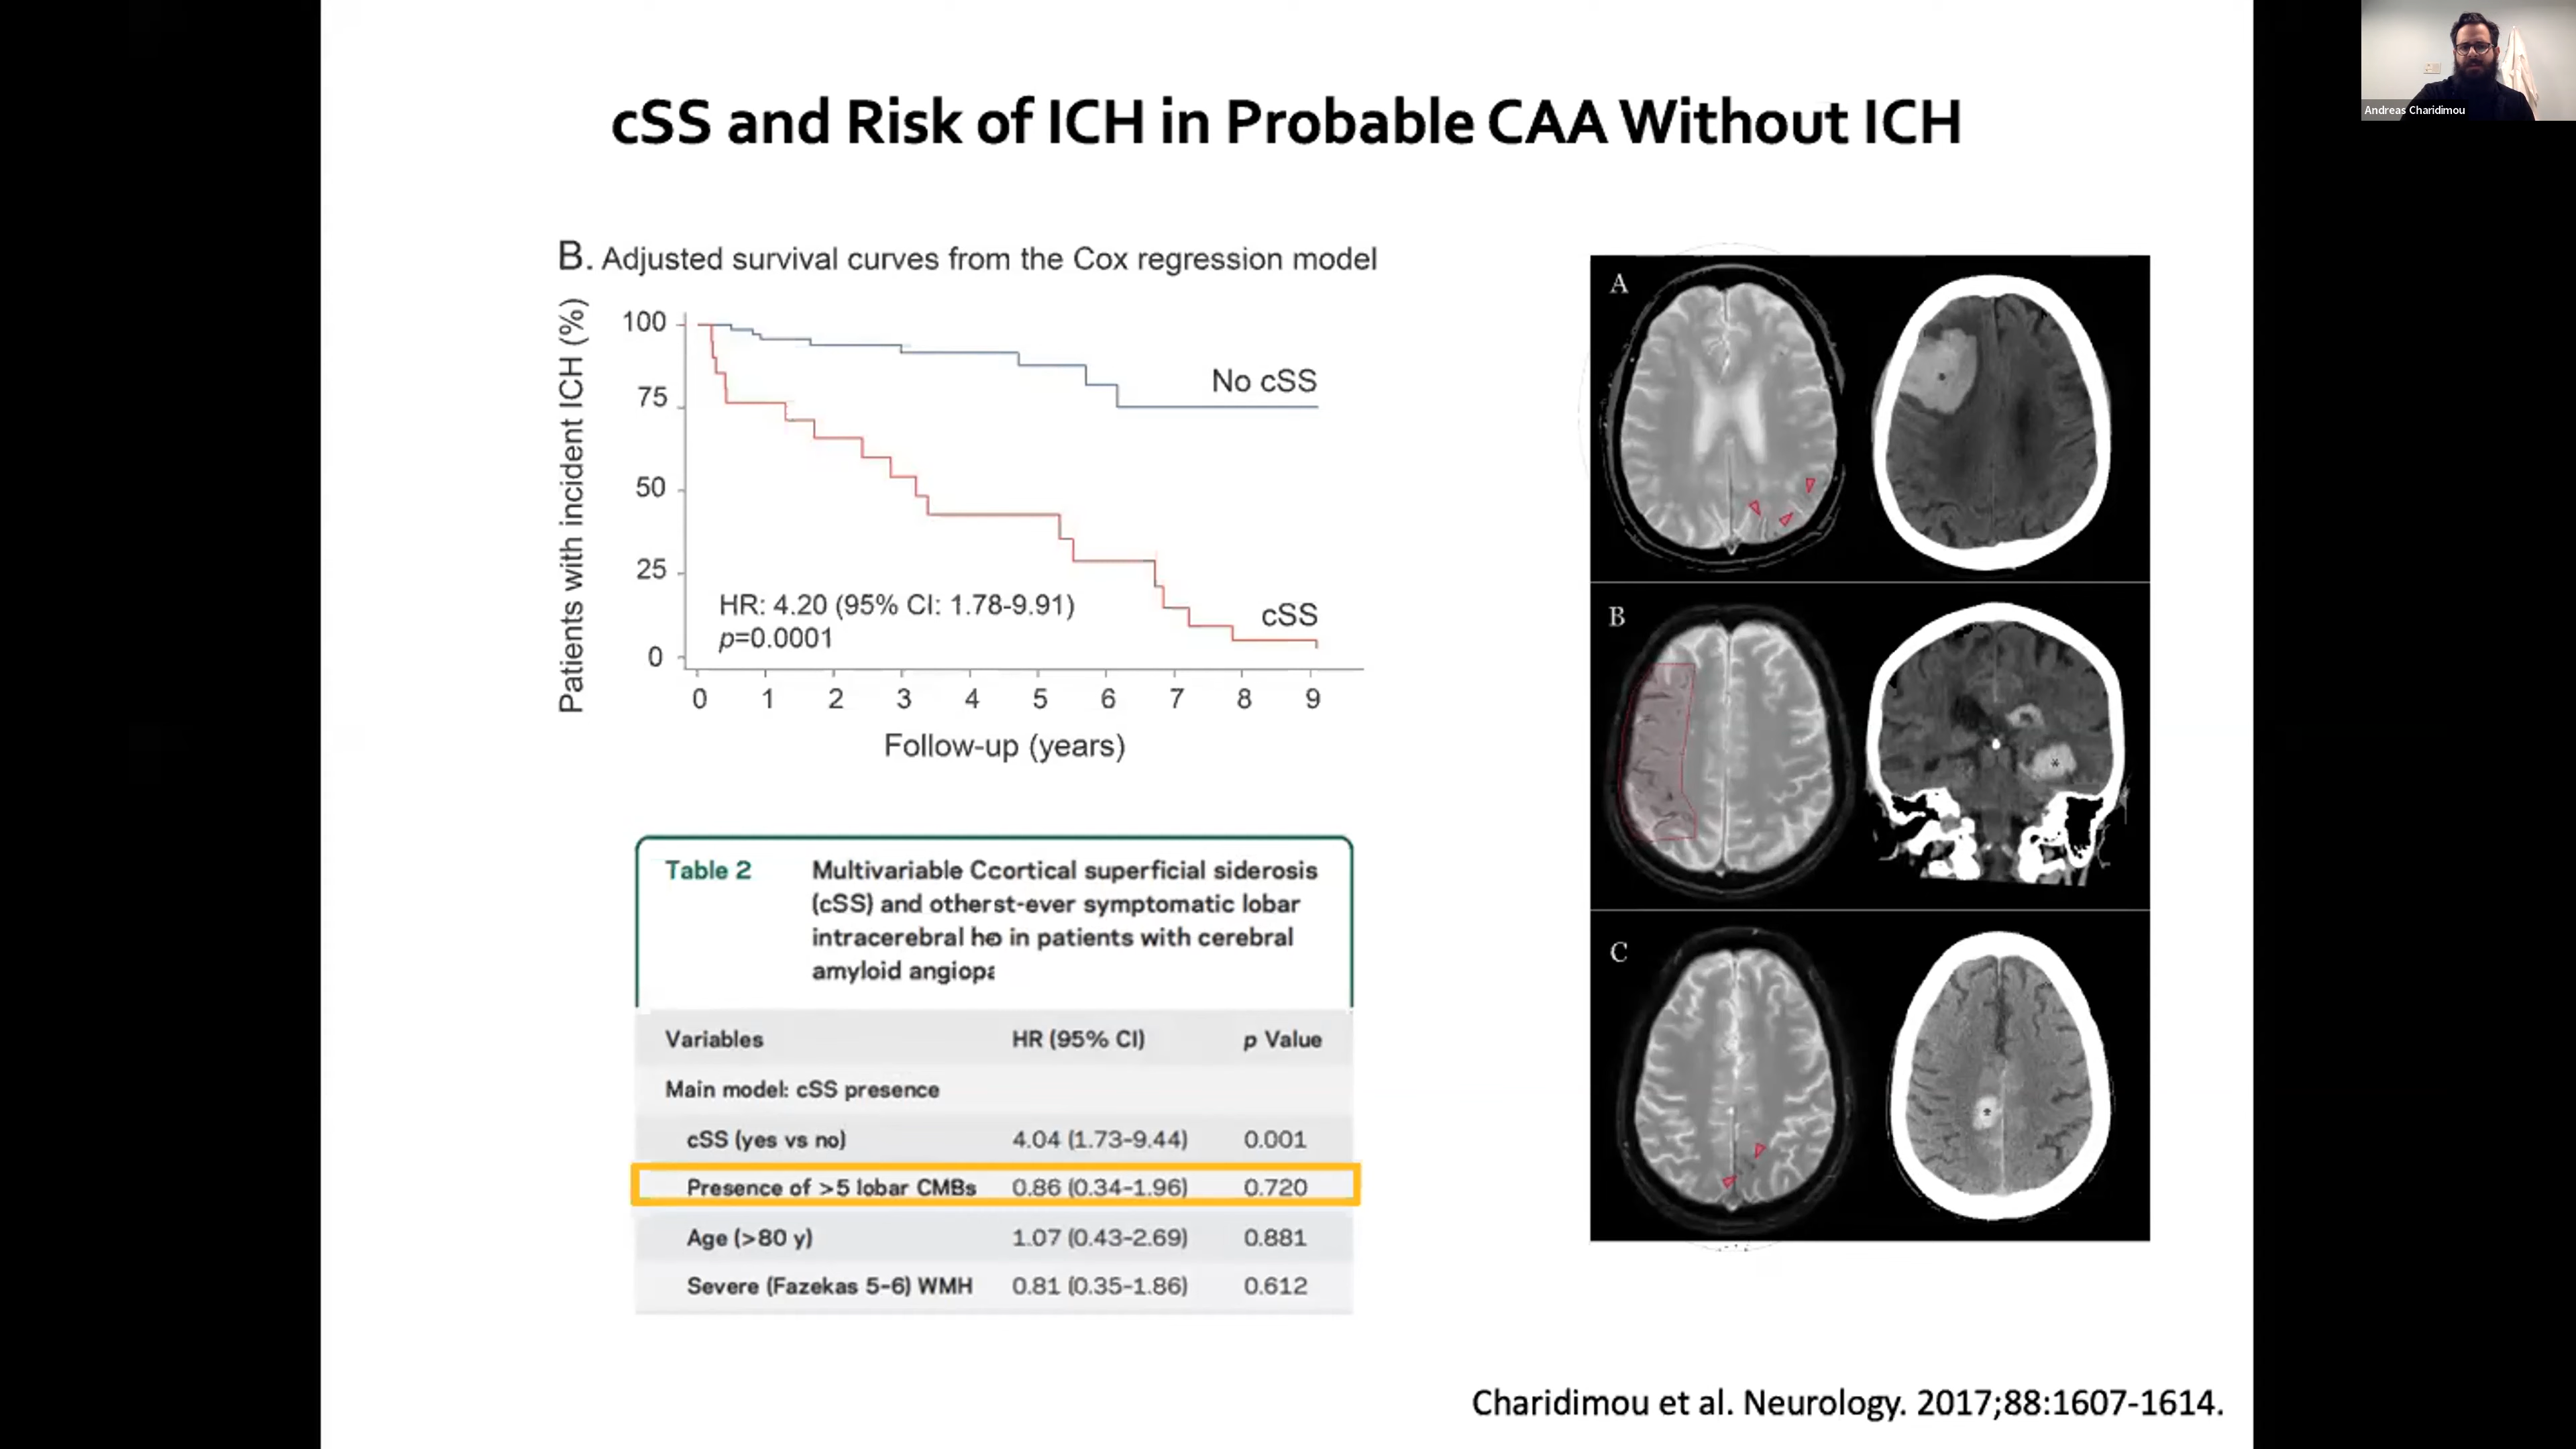 Andreas Charidimou
cSS and Risk of ICH in Probable CAA Without ICH
B. Adjusted survival curves from the Cox regression model
Patients with incident ICH (%)
100
75
50
25
0
No cSS
cSS
HR: 4.20 (95% CI: 1.78-9.91)
p=0.0001
0 1 2 3 4 5 6 7 8 9
Follow-up (years)
Table 2 Multivariable Ccortical superficial siderosis
(cSS) and otherst-ever symptomatic lobar
intracerebral heo in patients with cerebral
amyloid angiopa
Variables HR (95% CI) p Value
Main model: cSS presence
cSS (yes vs no) 4.04 (1.73–9.44) 0.001
Presence of >5 lobar CMBs 0.86 (0.34–1.96) 0.720
Age (>80 y) 1.07 (0.43–2.69) 0.881
Severe (Fazekas 5–6) WMH 0.81 (0.35–1.86) 0.612
A
B
C
Charidimou et al. Neurology. 2017;88:1607-1614.